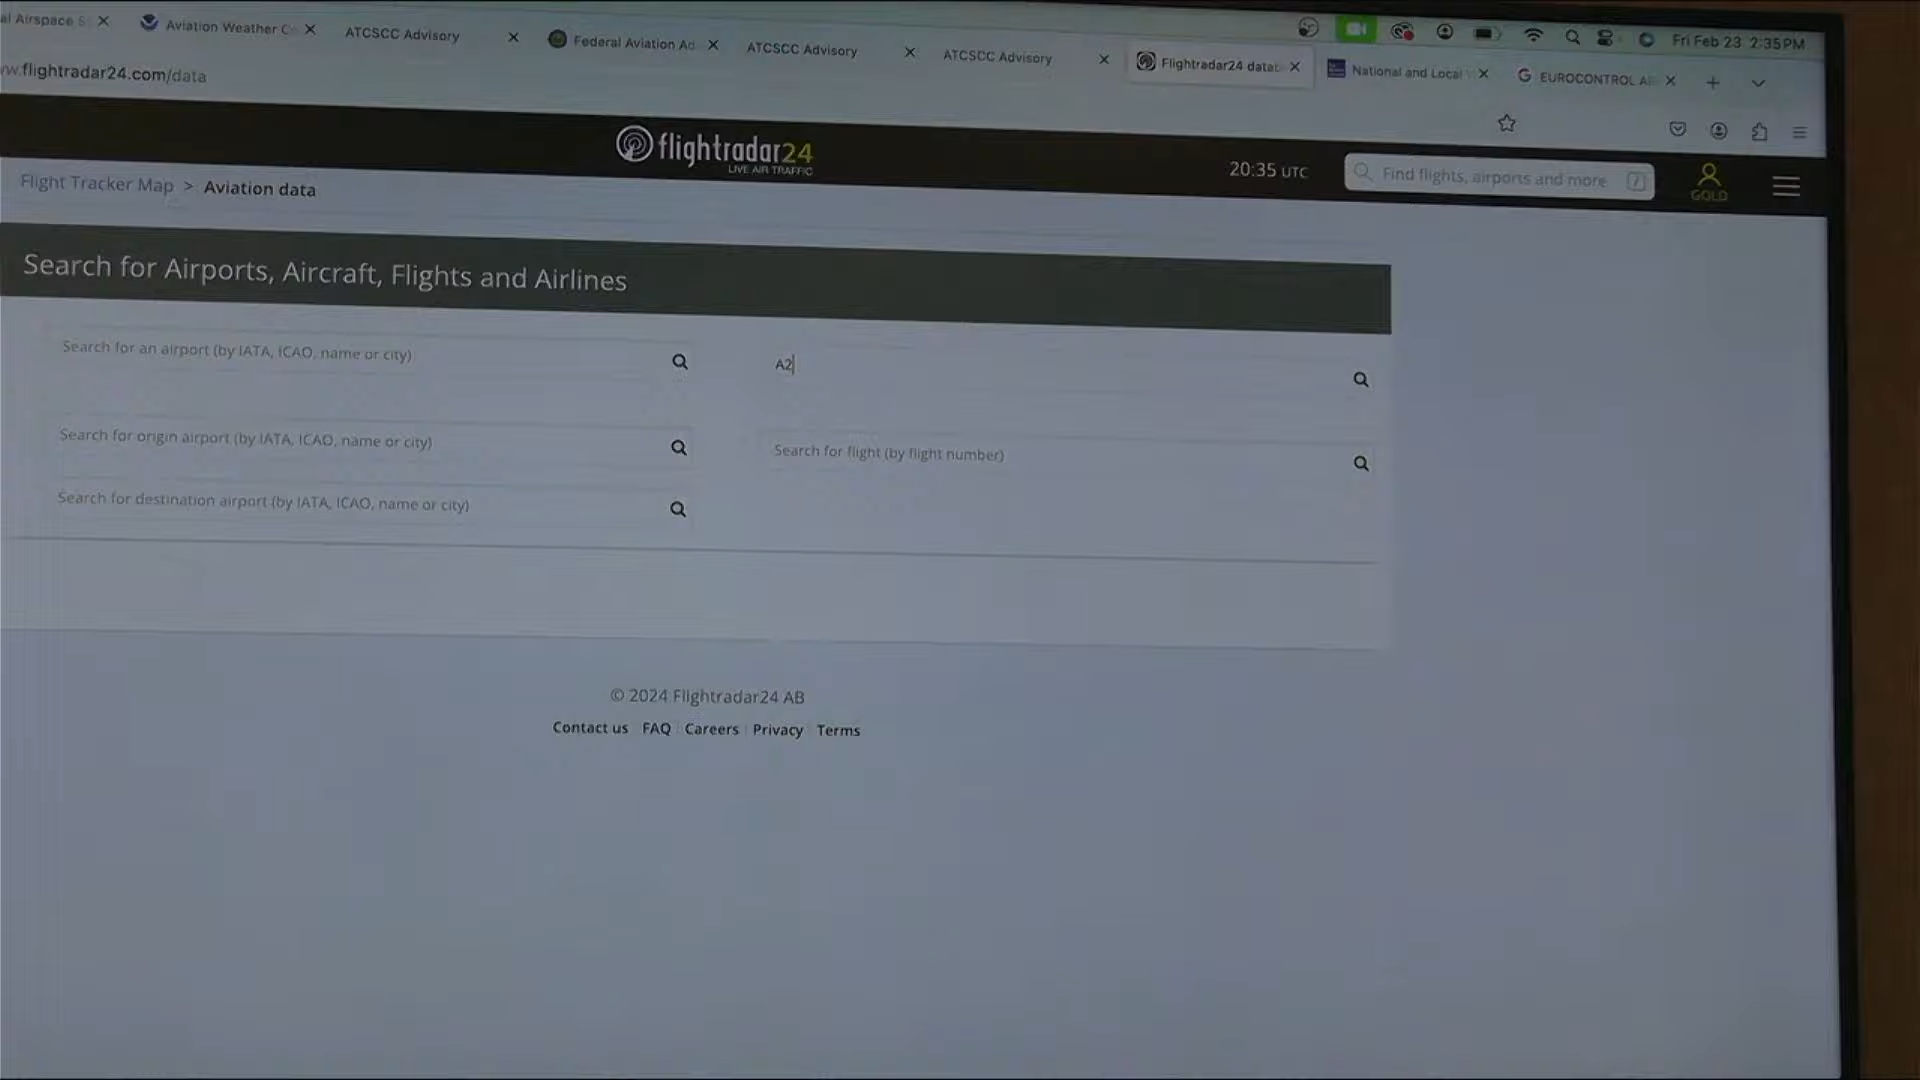 al Airspace S
Aviation Weather C
ATCSCC Advisory
Federal Aviation Ad
ATCSCC Advisory
ATCSCC Advisory
Flightradar24 datab
National and Local
EUROCONTROL
Fri Feb 23 2:35PM
w.flightradar24.com/data
flightradar24
LIVE AIR TRAFFIC
20:35 UTC
Find flights, airports and more /
GOLD
Flight Tracker Map > Aviation data
Search for Airports, Aircraft, Flights and Airlines
Search for an airport (by IATA, ICAO, name or city)
A2
Search for origin airport (by IATA, ICAO, name or city)
Search for flight (by flight number)
Search for destination airport (by IATA, ICAO, name or city)
© 2024 Flightradar24 AB
Contact us FAQ Careers Privacy Terms